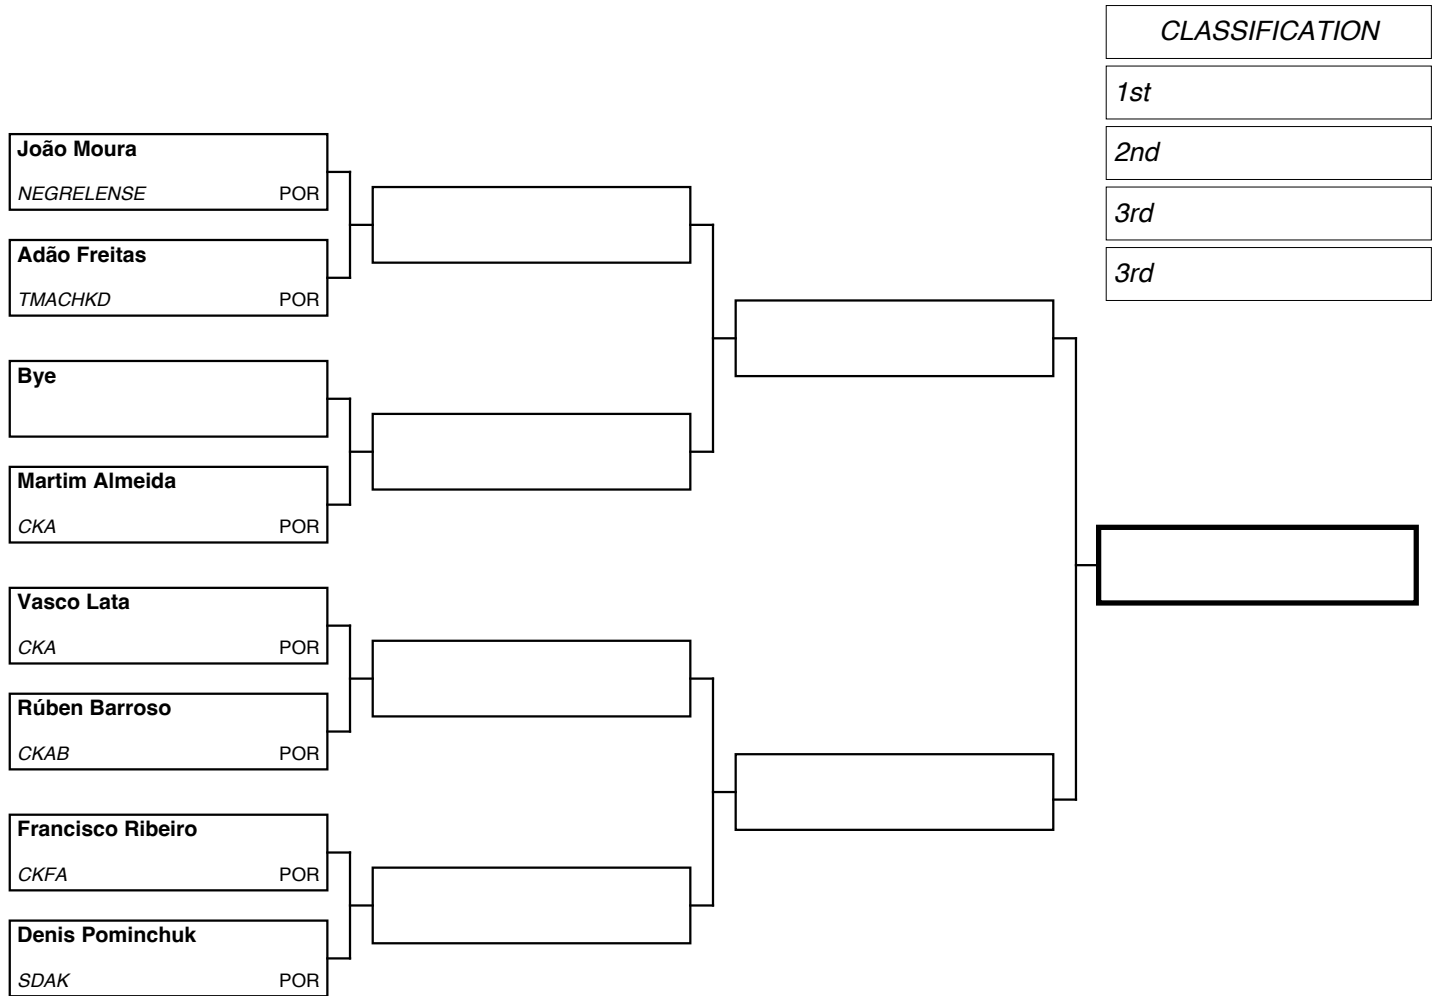 CLASSIFICATION
1st
2nd
3rd
3rd
João Moura
NEGRELENSE POR
Adão Freitas
TMACHKD POR
Bye
Martim Almeida
CKA POR
Vasco Lata
CKA POR
Rúben Barroso
CKAB POR
Francisco Ribeiro
CKFA POR
Denis Pominchuk
SDAK POR